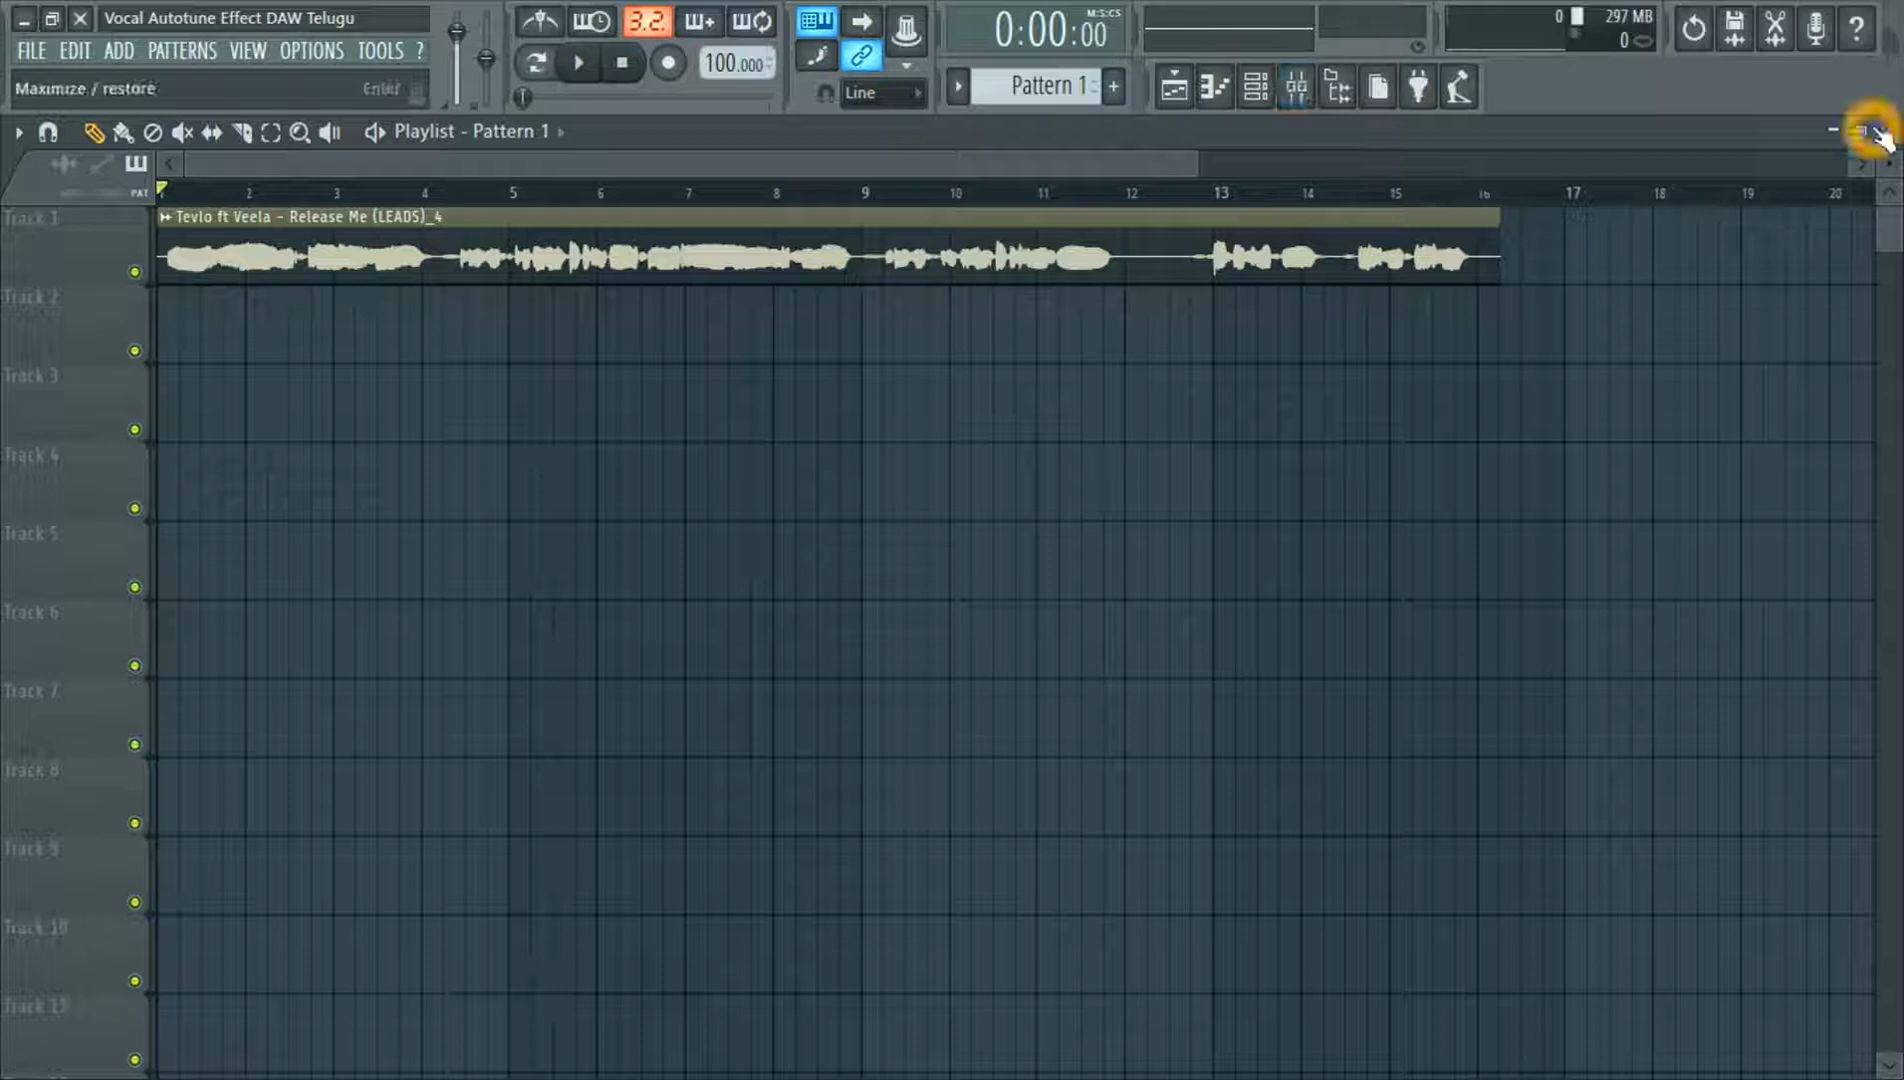 Vocal Autotune Effect DAW Telugu
FILE EDIT ADD PATTERNS VIEW OPTIONS TOOLS ?
Maximize / restore Enter
3.2.
100.000
Line
0:00:00
M:S:CS
Pattern 1
+
0
297 MB
0
?
Playlist - Pattern 1
PAT
2 3 4 5 6 7 8 9 10 11 12 13 14 15 16 17 18 19 20
Track 1
Tevlo ft Veela - Release Me (LEADS)_4
Track 2
Track 3
Track 4
Track 5
Track 6
Track 7
Track 8
Track 9
Track 10
Track 11